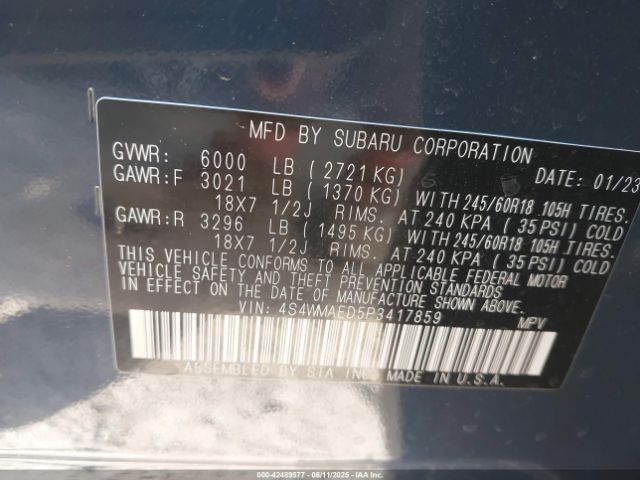 MFD BY SUBARU CORPORATION DATE: 01/23
GVWR: 6000 LB (2721 KG)
GAWR:F 3021 LB (1370 KG) WITH 245/60R18 105H TIRES.
18X7 1/2J RIMS. AT 240 KPA (35 PSI) COLD
GAWR:R 3296 LB (1495 KG) WITH 245/60R18 105H TIRES.
18X7 1/2J RIMS. AT 240 KPA (35 PSI) COLD
THIS VEHICLE CONFORMS TO ALL APPLICABLE FEDERAL MOTOR
VEHICLE SAFETY AND THEFT PREVENTION STANDARDS
IN EFFECT ON THE DATE OF MANUFACTURE SHOWN ABOVE.
VIN: 4S4WMAED5P3417859 MPV
ASSEMBLED BY SIA INC. MADE IN U.S.A.
000-42489577 - 06/11/2025 - IAAI, INC.